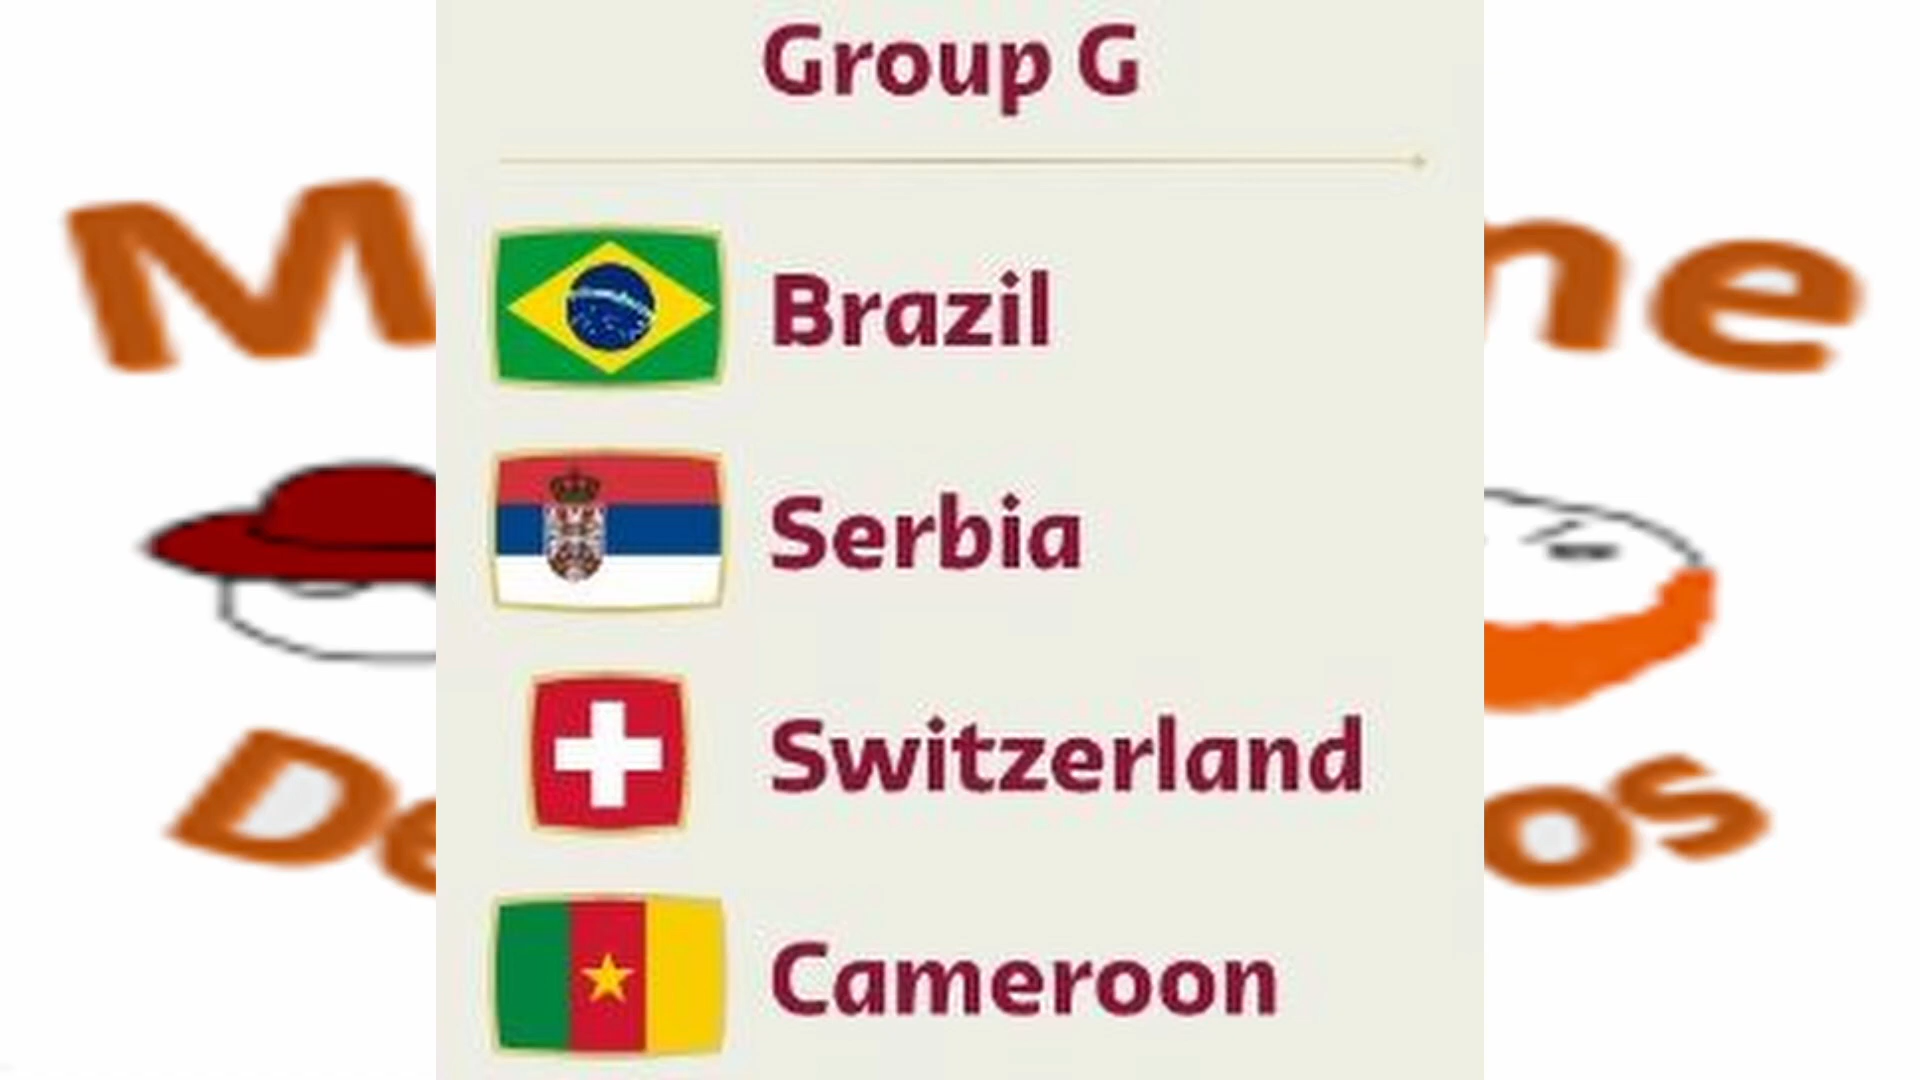 Group G
Brazil
Serbia
Switzerland
Cameroon